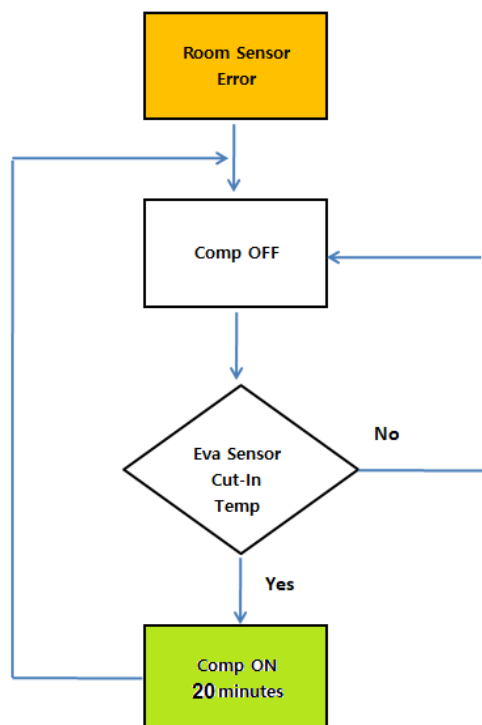 Room Sensor
Error
Comp OFF
No
Eva Sensor
Cut-In
Temp
Yes
Comp ON
20 minutes